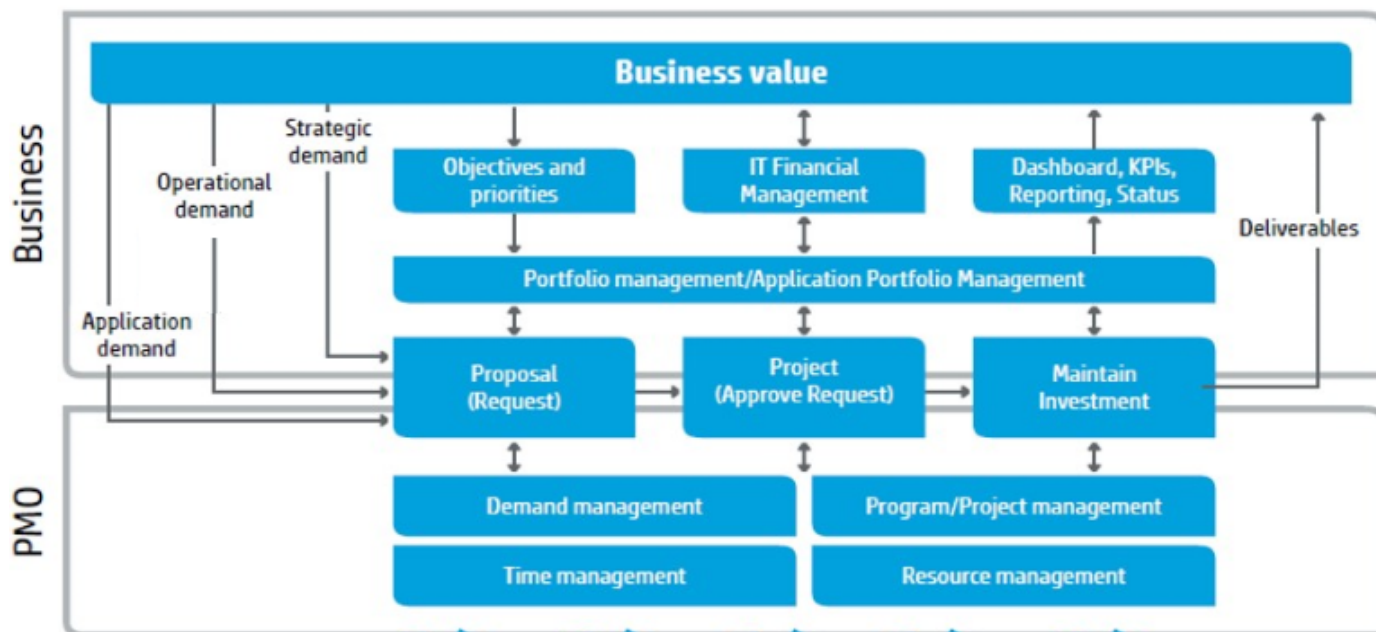 Business value
Strategic
demand
Objectives and
priorities
IT Financial
Management
Dashboard, KPIs,
Reporting, Status
Operational
demand
Deliverables
Business
Portfolio management/Application Portfolio Management
Application
demand
Proposal
(Request)
Project
(Approve Request)
Maintain
Investment
PMO
Demand management
Program/Project management
Time management
Resource management